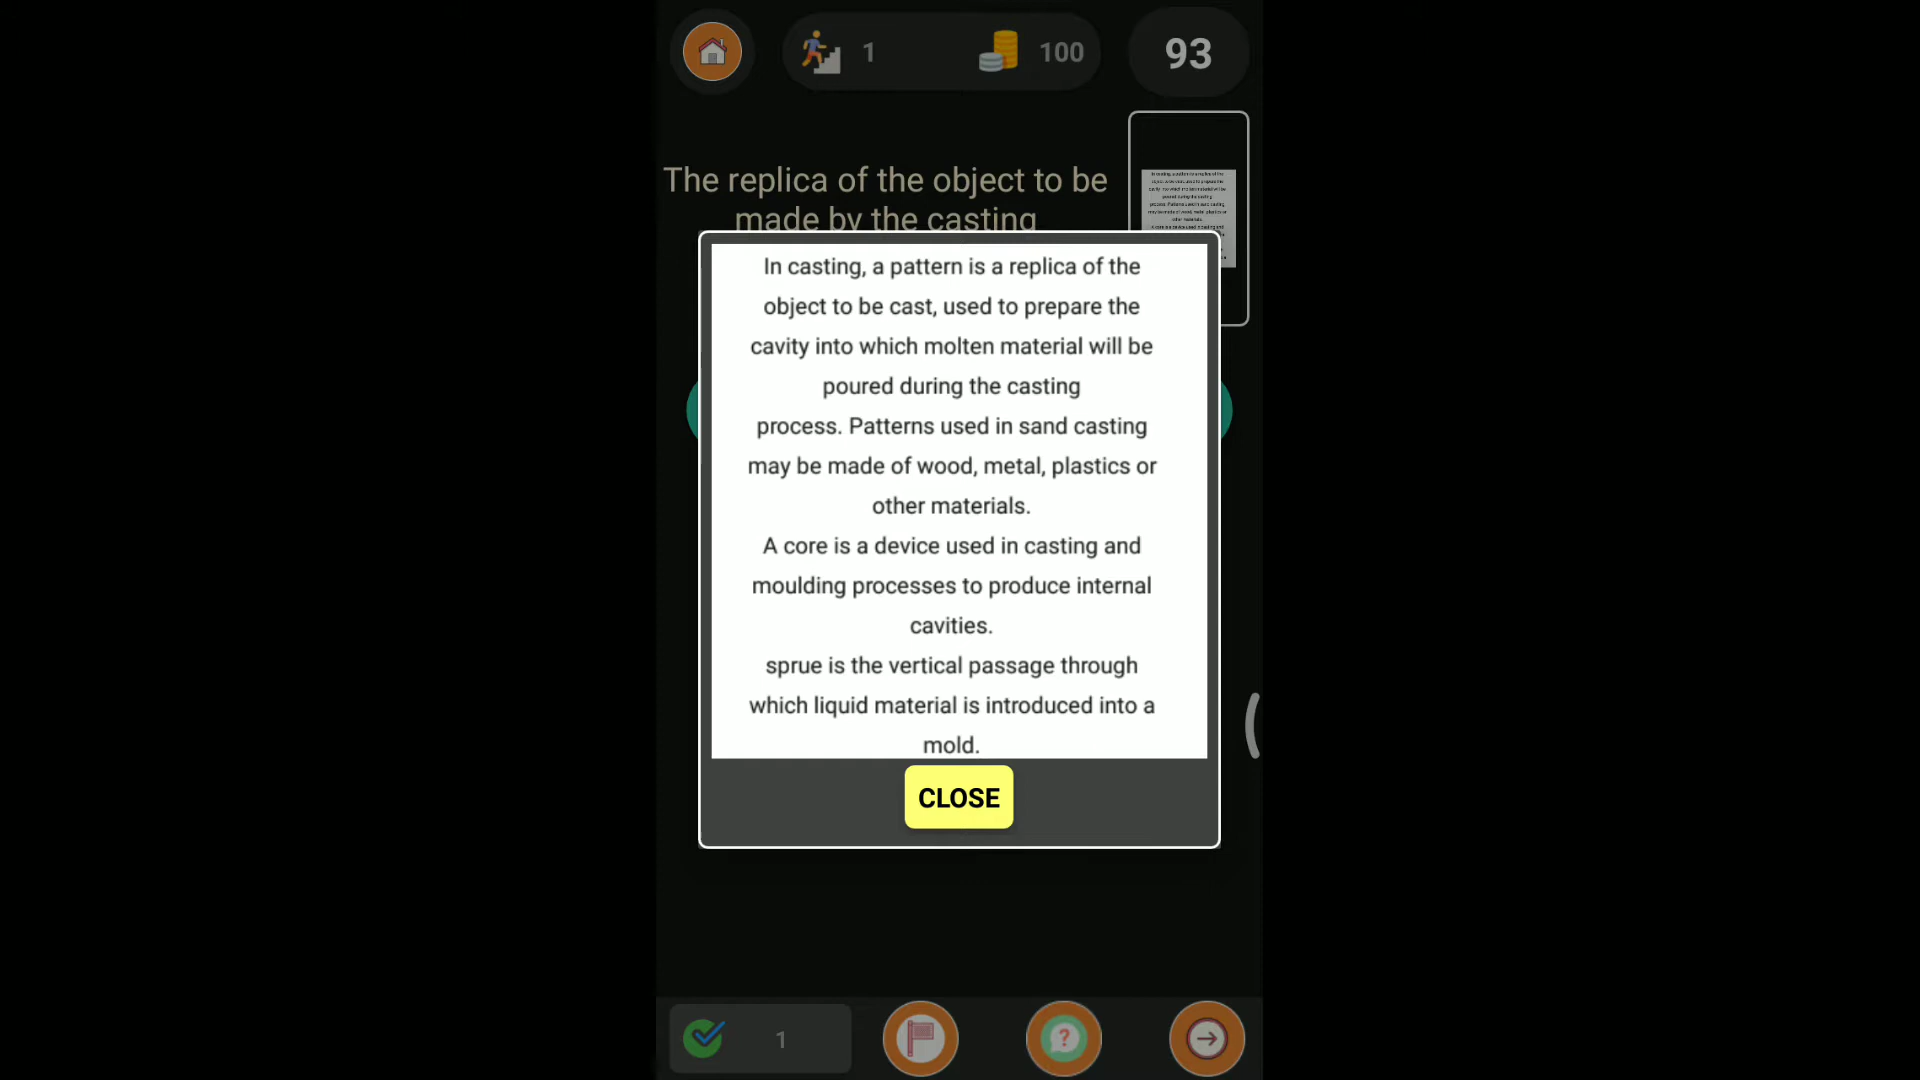 1
100
93
The replica of the object to be
made by the casting
In casting, a pattern is a replica of the
object to be cast, used to prepare the
cavity into which molten material will be
poured during the casting
process. Patterns used in sand casting
may be made of wood, metal, plastics or
other materials.
A core is a device used in casting and
moulding processes to produce internal
cavities.
sprue is the vertical passage through
which liquid material is introduced into a
mold.
CLOSE
1
?